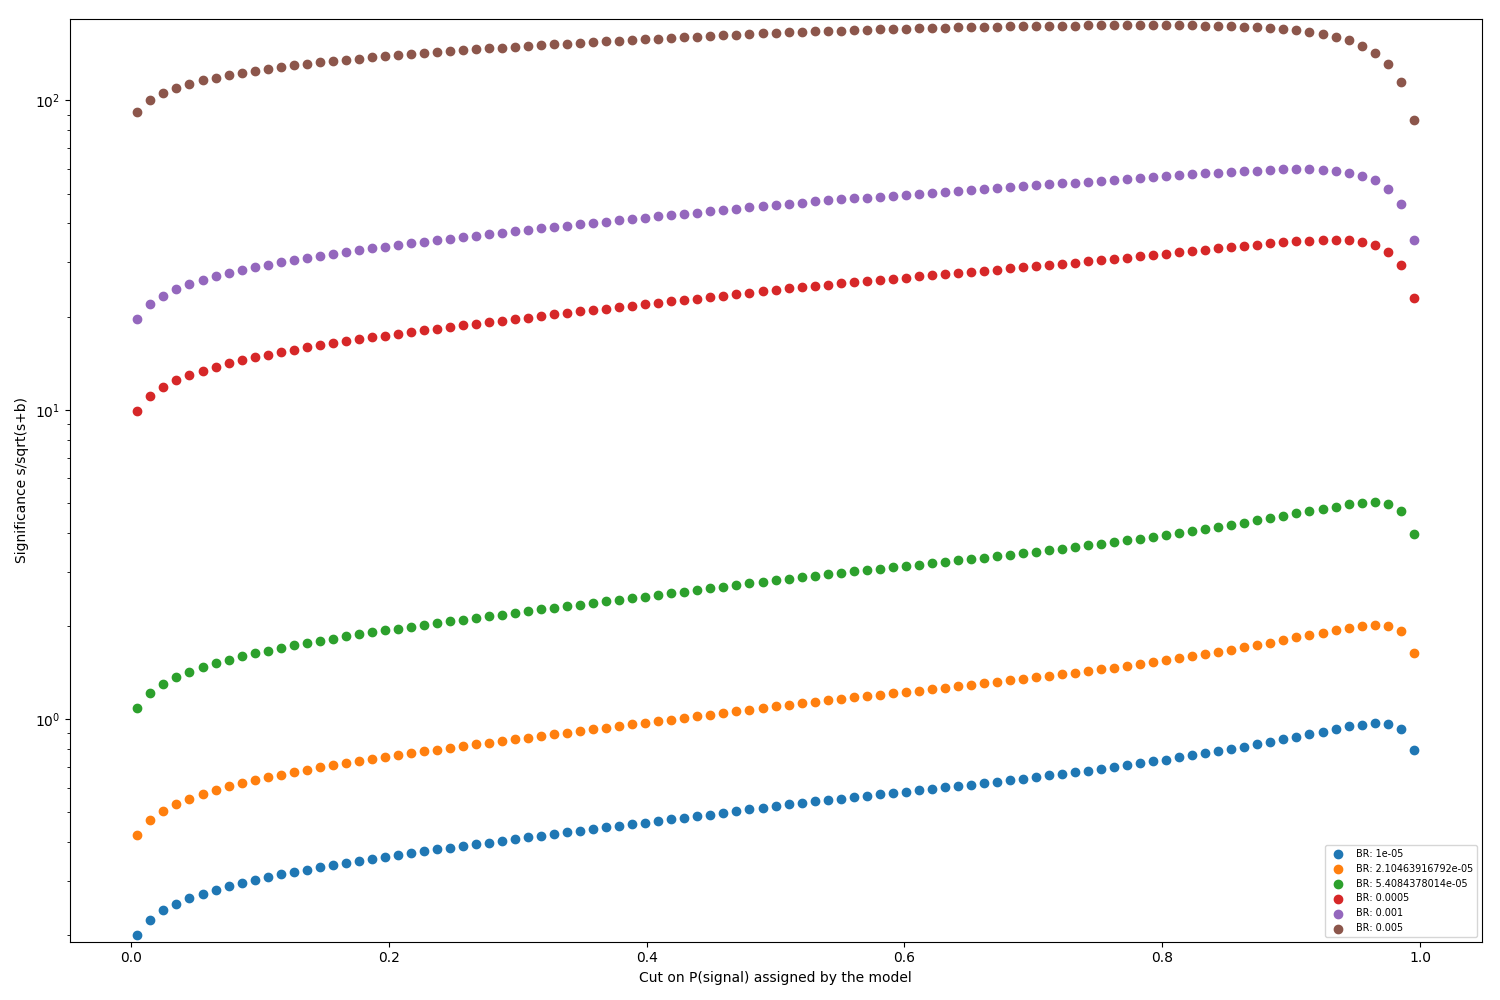 Significance s/sqrt(s+b)
10²
10¹
10⁰
0.0 0.2 0.4 0.6 0.8 1.0
Cut on P(signal) assigned by the model
BR: 1e-05
BR: 2.10463916792e-05
BR: 5.4084378014e-05
BR: 0.0005
BR: 0.001
BR: 0.005